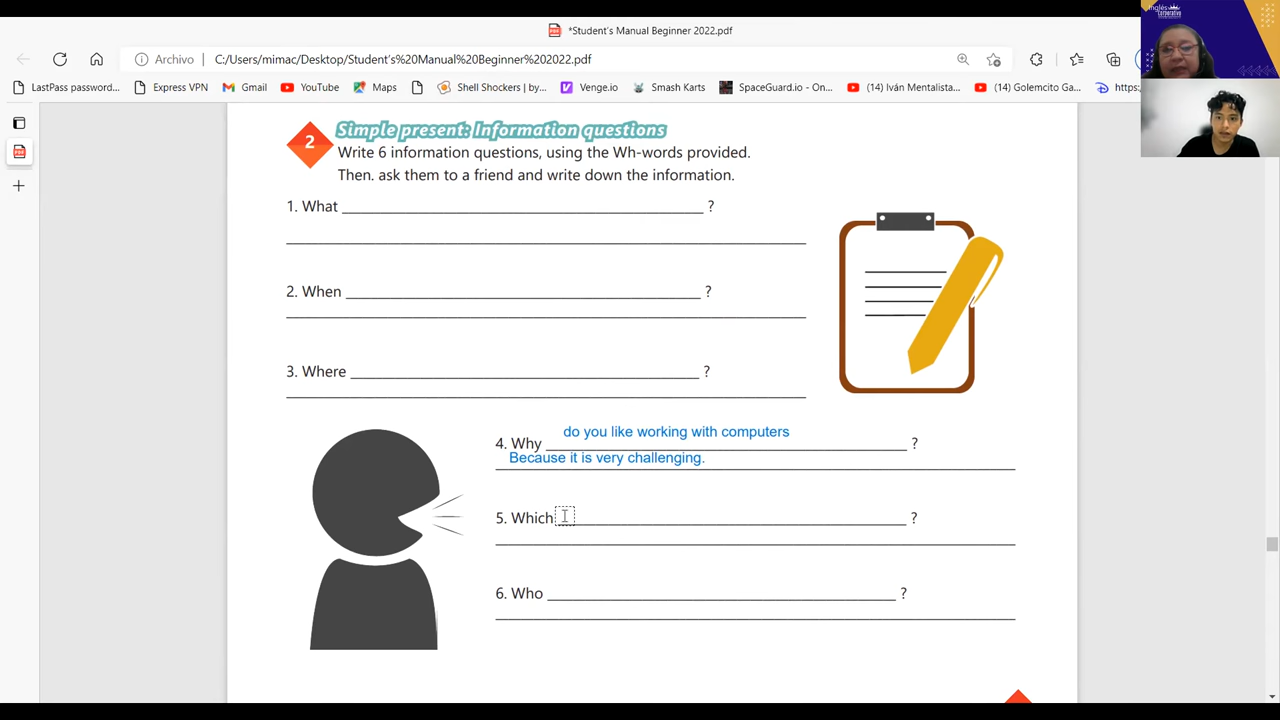 *Student's Manual Beginner 2022.pdf
Archivo
C:/Users/mimac/Desktop/Student's%20Manual%20Beginner%202022.pdf
LastPass password...
Express VPN
Gmail
YouTube
Maps
Shell Shockers | by...
Venge.io
Smash Karts
SpaceGuard.io - On...
(14) Iván Mentalista...
(14) Golemcito Ga...
https:
Inglés
Corporativo
2
Simple present: Information questions
Write 6 information questions, using the Wh-words provided.
Then. ask them to a friend and write down the information.
1. What ?
2. When ?
3. Where ?
4. Why do you like working with computers ?
Because it is very challenging.
5. Which ?
6. Who ?